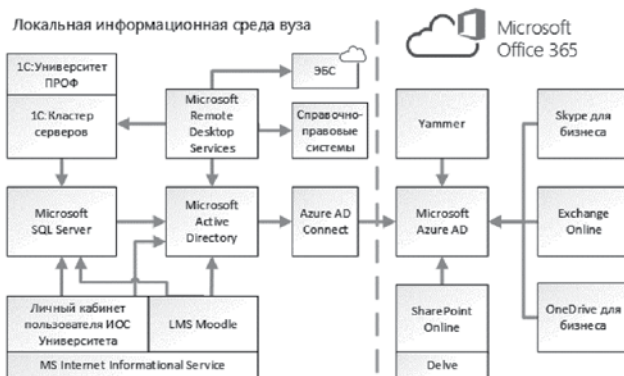 Локальная информационная среда вуза
Microsoft
Office 365
1С:Университет
ПРОФ
1С:Кластер
серверов
Microsoft
Remote
Desktop
Services
ЭБС
Справочно-
правовые
системы
Yammer
Skype для
бизнеса
Microsoft
SQL Server
Microsoft
Active
Directory
Azure AD
Connect
Microsoft
Azure AD
Exchange
Online
Личный кабинет
пользователя ИОС
Университета
LMS Moodle
MS Internet Informational Service
SharePoint
Online
Delve
OneDrive для
бизнеса